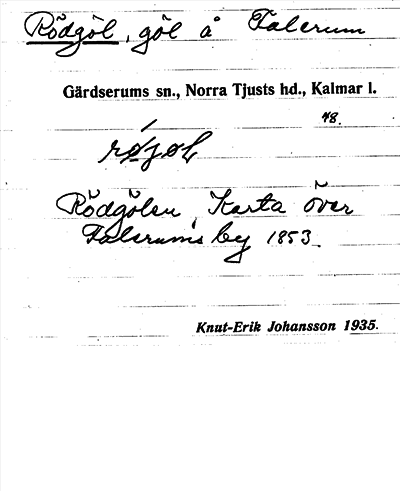 Rödgöl, göl å Falerum
Gärdserums sn., Norra Tjusts hd., Kalmar l.
48.
Rödgölen, Karta över
Falerums by 1853.
Knut-Erik Johansson 1935.